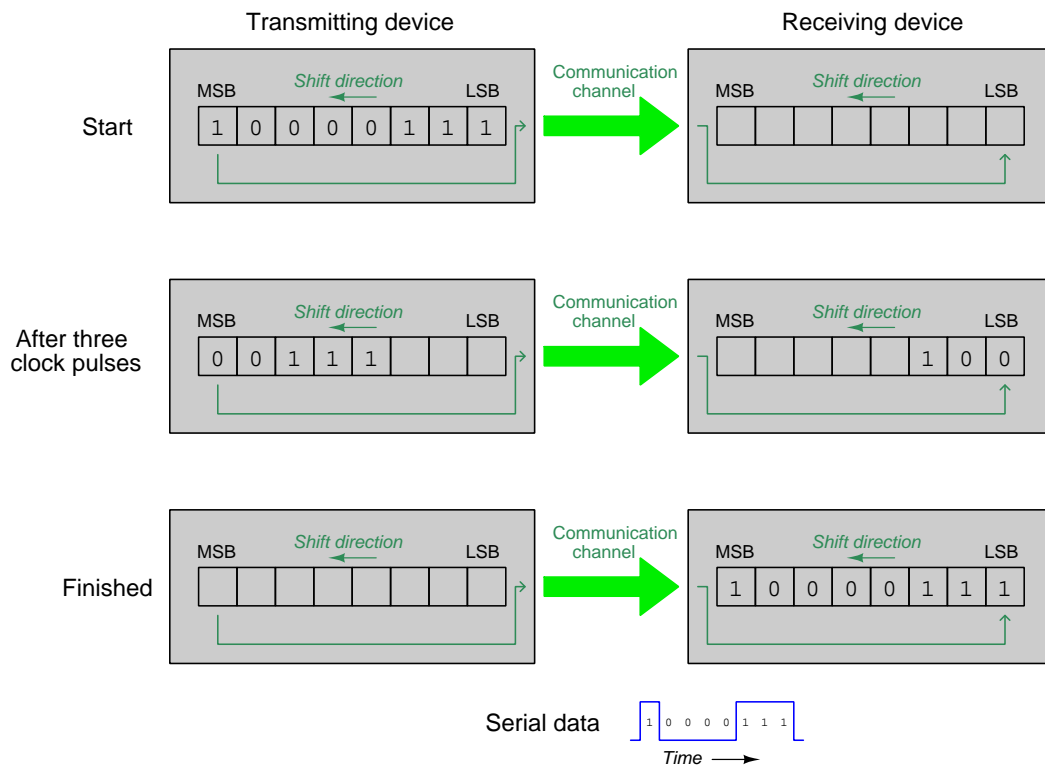 Transmitting device
Receiving device
Start
MSB
Shift direction
LSB
1 0 0 0 0 1 1 1
Communication
channel
MSB
Shift direction
LSB
After three
clock pulses
MSB
Shift direction
LSB
0 0 1 1 1
Communication
channel
MSB
Shift direction
LSB
1 0 0
Finished
MSB
Shift direction
LSB
Communication
channel
MSB
Shift direction
LSB
1 0 0 0 0 1 1 1
Serial data
1 0 0 0 0 1 1 1
Time